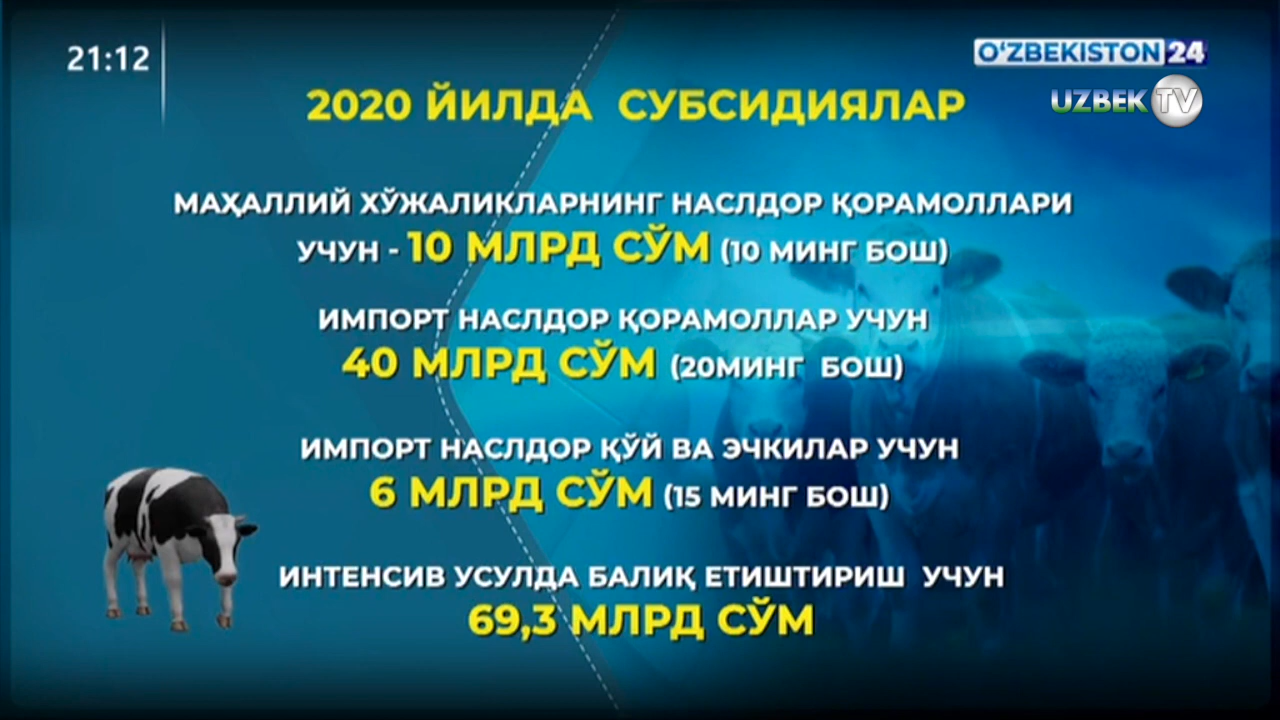 21:12
O‘ZBEKISTON 24
UZBEK TV
2020 ЙИЛДА СУБСИДИЯЛАР
МАҲАЛЛИЙ ХЎЖАЛИКЛАРНИНГ НАСЛДОР ҚОРАМОЛЛАРИ
УЧУН - 10 МЛРД СЎМ (10 МИНГ БОШ)
ИМПОРТ НАСЛДОР ҚОРАМОЛЛАР УЧУН
40 МЛРД СЎМ (20МИНГ БОШ)
ИМПОРТ НАСЛДОР ҚЎЙ ВА ЭЧКИЛАР УЧУН
6 МЛРД СЎМ (15 МИНГ БОШ)
ИНТЕНСИВ УСУЛДА БАЛИҚ ЕТИШТИРИШ УЧУН
69,3 МЛРД СЎМ